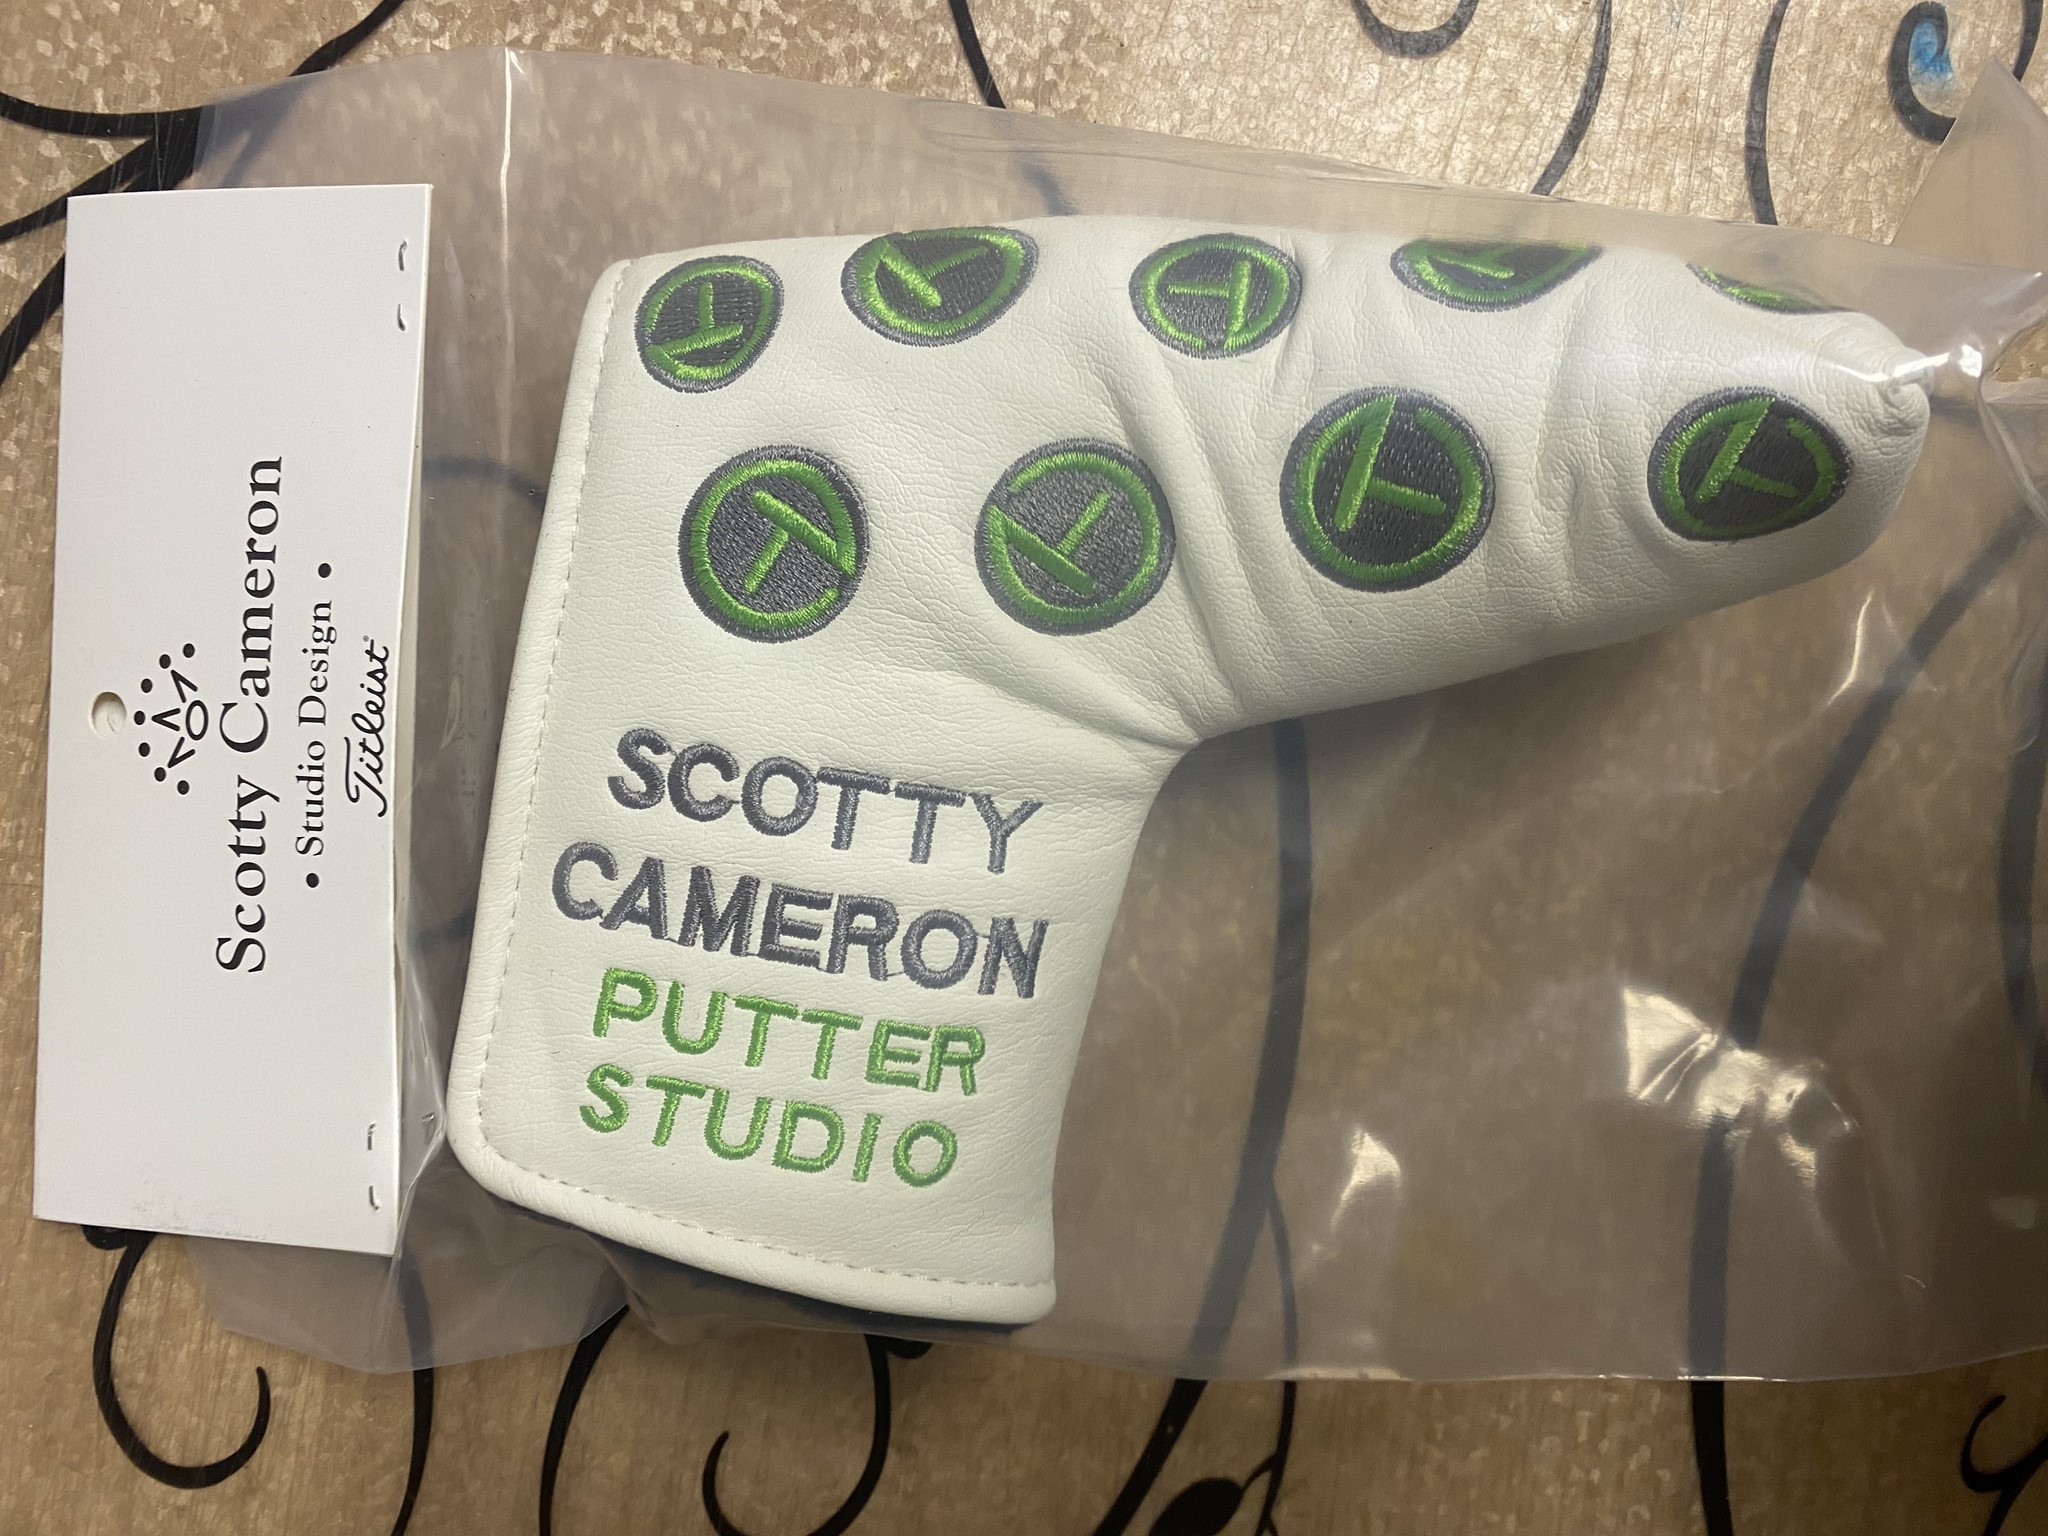 Scotty Cameron
• Studio Design •
Titleist®
SCOTTY
CAMERON
PUTTER
STUDIO